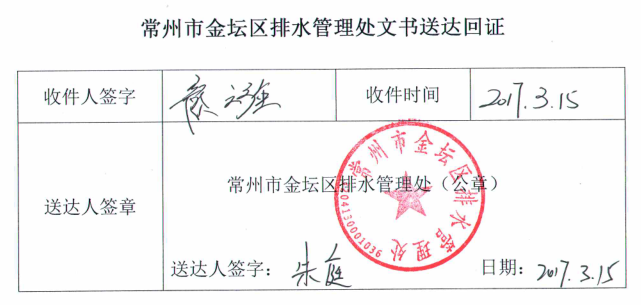 常州市金坛区排水管理处文书送达回证
收件人签字
收件时间
2017.3.15
送达人签章
常州市金坛区排水管理处（公章）
常州市金坛区排水管理处
送达人签字：朱庭
日期：2017.3.15